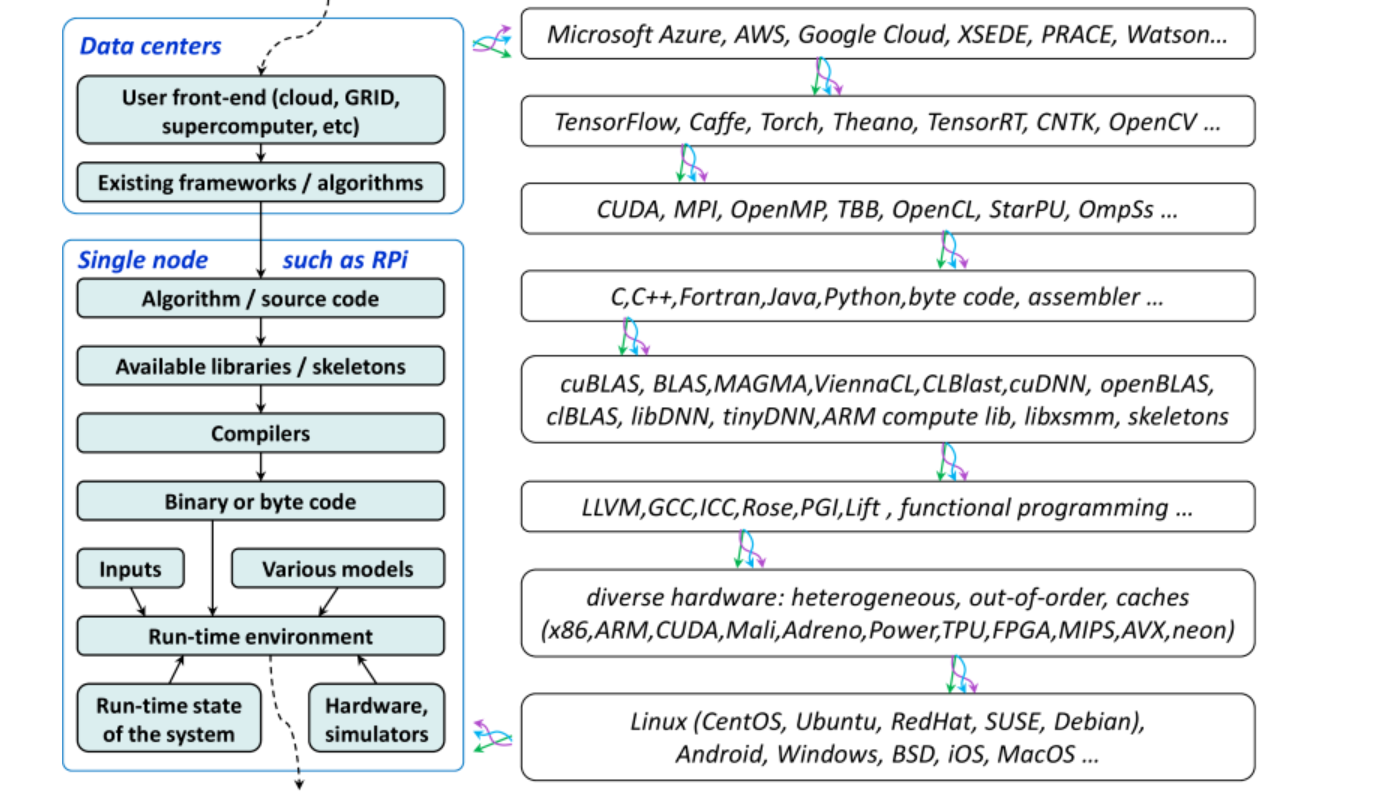 Data centers
User front-end (cloud, GRID,
supercomputer, etc)
Existing frameworks / algorithms
Single node such as RPi
Algorithm / source code
Available libraries / skeletons
Compilers
Binary or byte code
Inputs
Various models
Run-time environment
Run-time state
of the system
Hardware,
simulators
Microsoft Azure, AWS, Google Cloud, XSEDE, PRACE, Watson...
TensorFlow, Caffe, Torch, Theano, TensorRT, CNTK, OpenCV ...
CUDA, MPI, OpenMP, TBB, OpenCL, StarPU, OmpSs ...
C,C++,Fortran,Java,Python,byte code, assembler ...
cuBLAS, BLAS,MAGMA,ViennaCL,CLBlast,cuDNN, openBLAS,
clBLAS, libDNN, tinyDNN,ARM compute lib, libxsmm, skeletons
LLVM,GCC,ICC,Rose,PGI,Lift , functional programming ...
diverse hardware: heterogeneous, out-of-order, caches
(x86,ARM,CUDA,Mali,Adreno,Power,TPU,FPGA,MIPS,AVX,neon)
Linux (CentOS, Ubuntu, RedHat, SUSE, Debian),
Android, Windows, BSD, iOS, MacOS ...